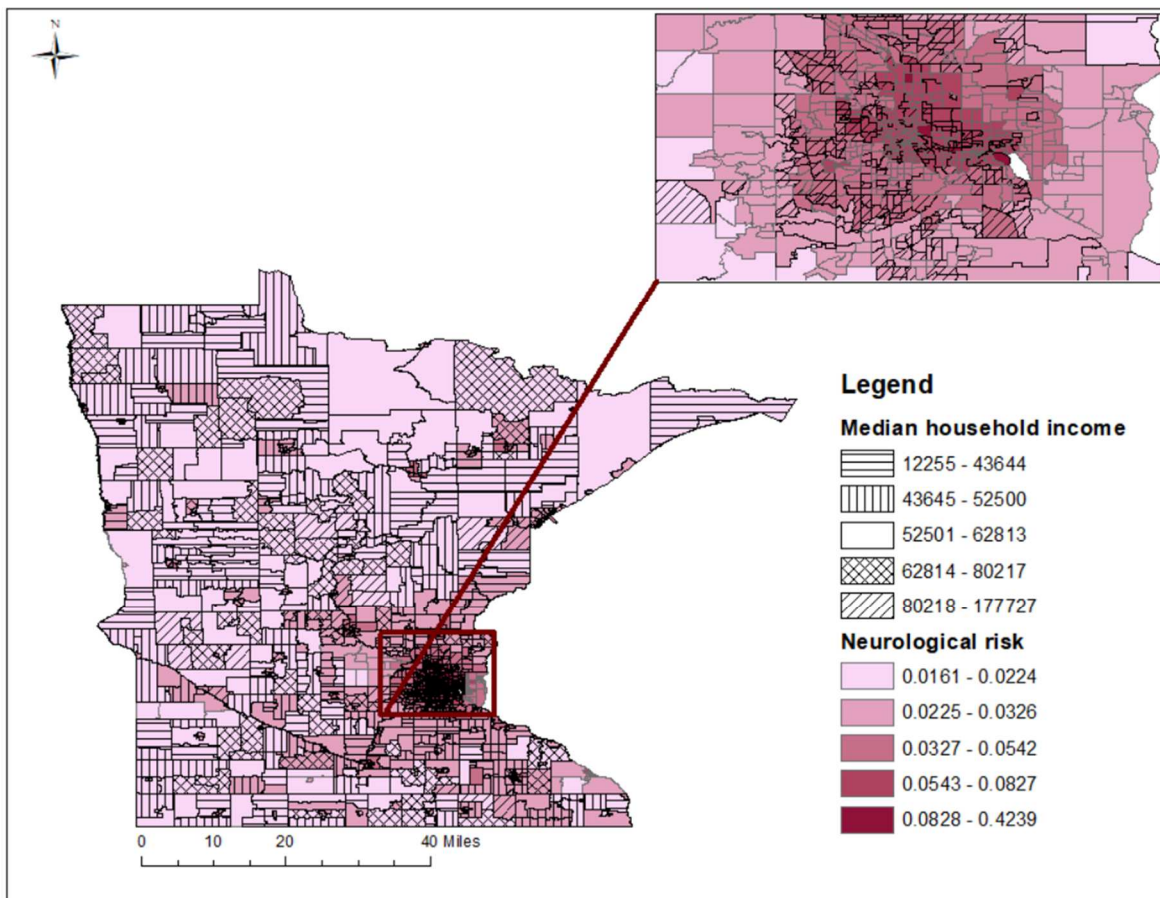 N
Legend
Median household income
12255 - 43644
43645 - 52500
52501 - 62813
62814 - 80217
80218 - 177727
Neurological risk
0.0161 - 0.0224
0.0225 - 0.0326
0.0327 - 0.0542
0.0543 - 0.0827
0.0828 - 0.4239
0 10 20 40 Miles